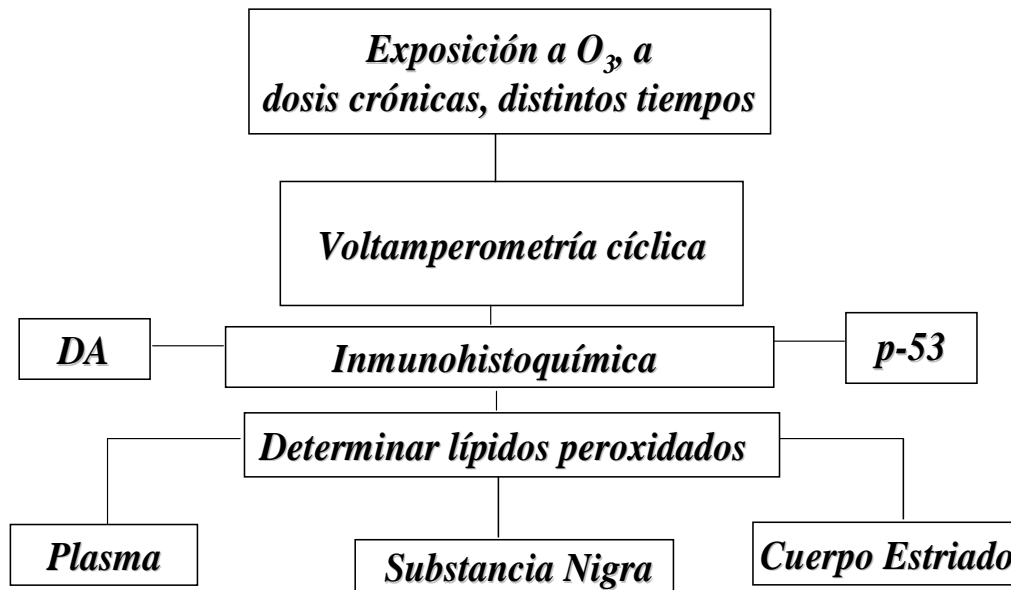 Exposición a O3, a
dosis crónicas, distintos tiempos
Voltamperometría cíclica
DA
Inmunohistoquímica
p-53
Determinar lípidos peroxidados
Plasma
Substancia Nigra
Cuerpo Estriado